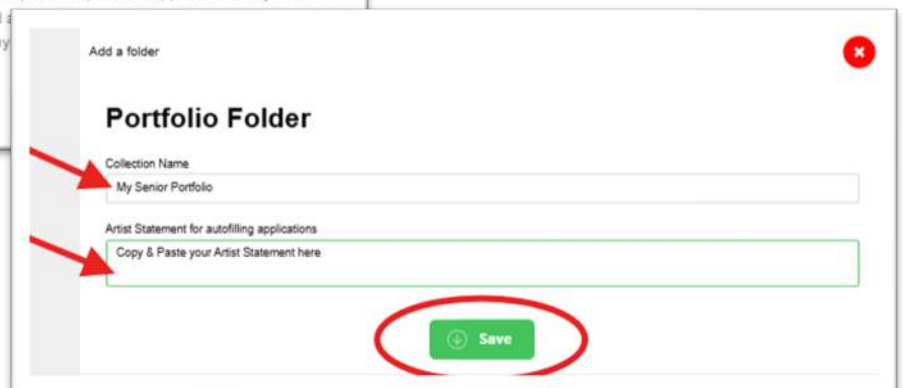 Add a folder
Portfolio Folder
Collection Name
My Senior Portfolio
Artist Statement for autofilling applications
Copy & Paste your Artist Statement here
Save